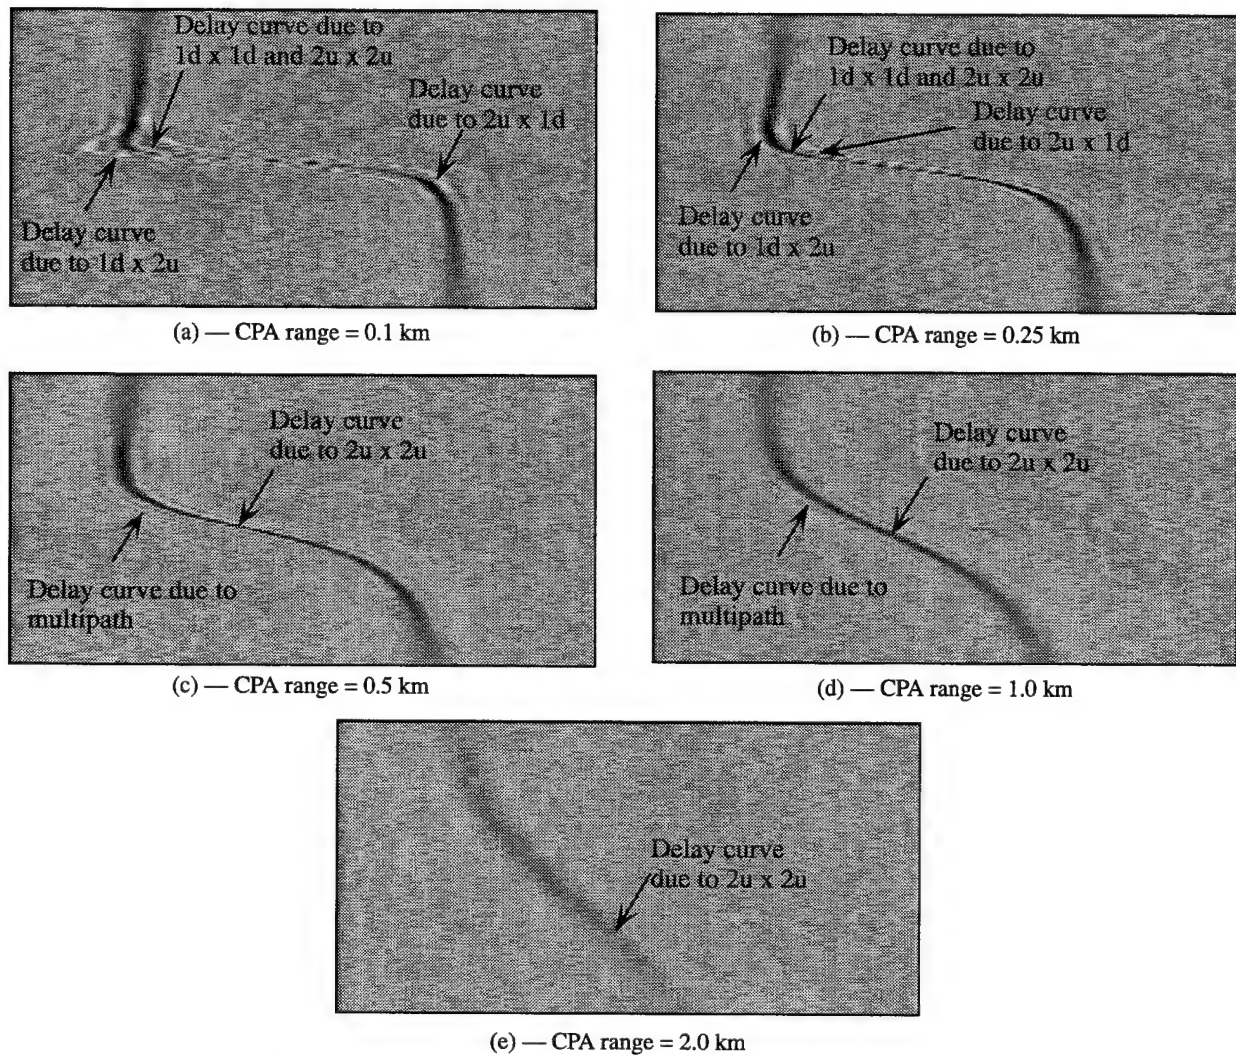 Delay curve due to
1d x 1d and 2u x 2u
Delay curve
due to 2u x 1d
Delay curve
due to 1d x 2u
(a) — CPA range = 0.1 km
Delay curve due to
1d x 1d and 2u x 2u
Delay curve
due to 2u x 1d
Delay curve
due to 1d x 2u
(b) — CPA range = 0.25 km
Delay curve
due to 2u x 2u
Delay curve due to
multipath
(c) — CPA range = 0.5 km
Delay curve
due to 2u x 2u
Delay curve due to
multipath
(d) — CPA range = 1.0 km
Delay curve
due to 2u x 2u
(e) — CPA range = 2.0 km